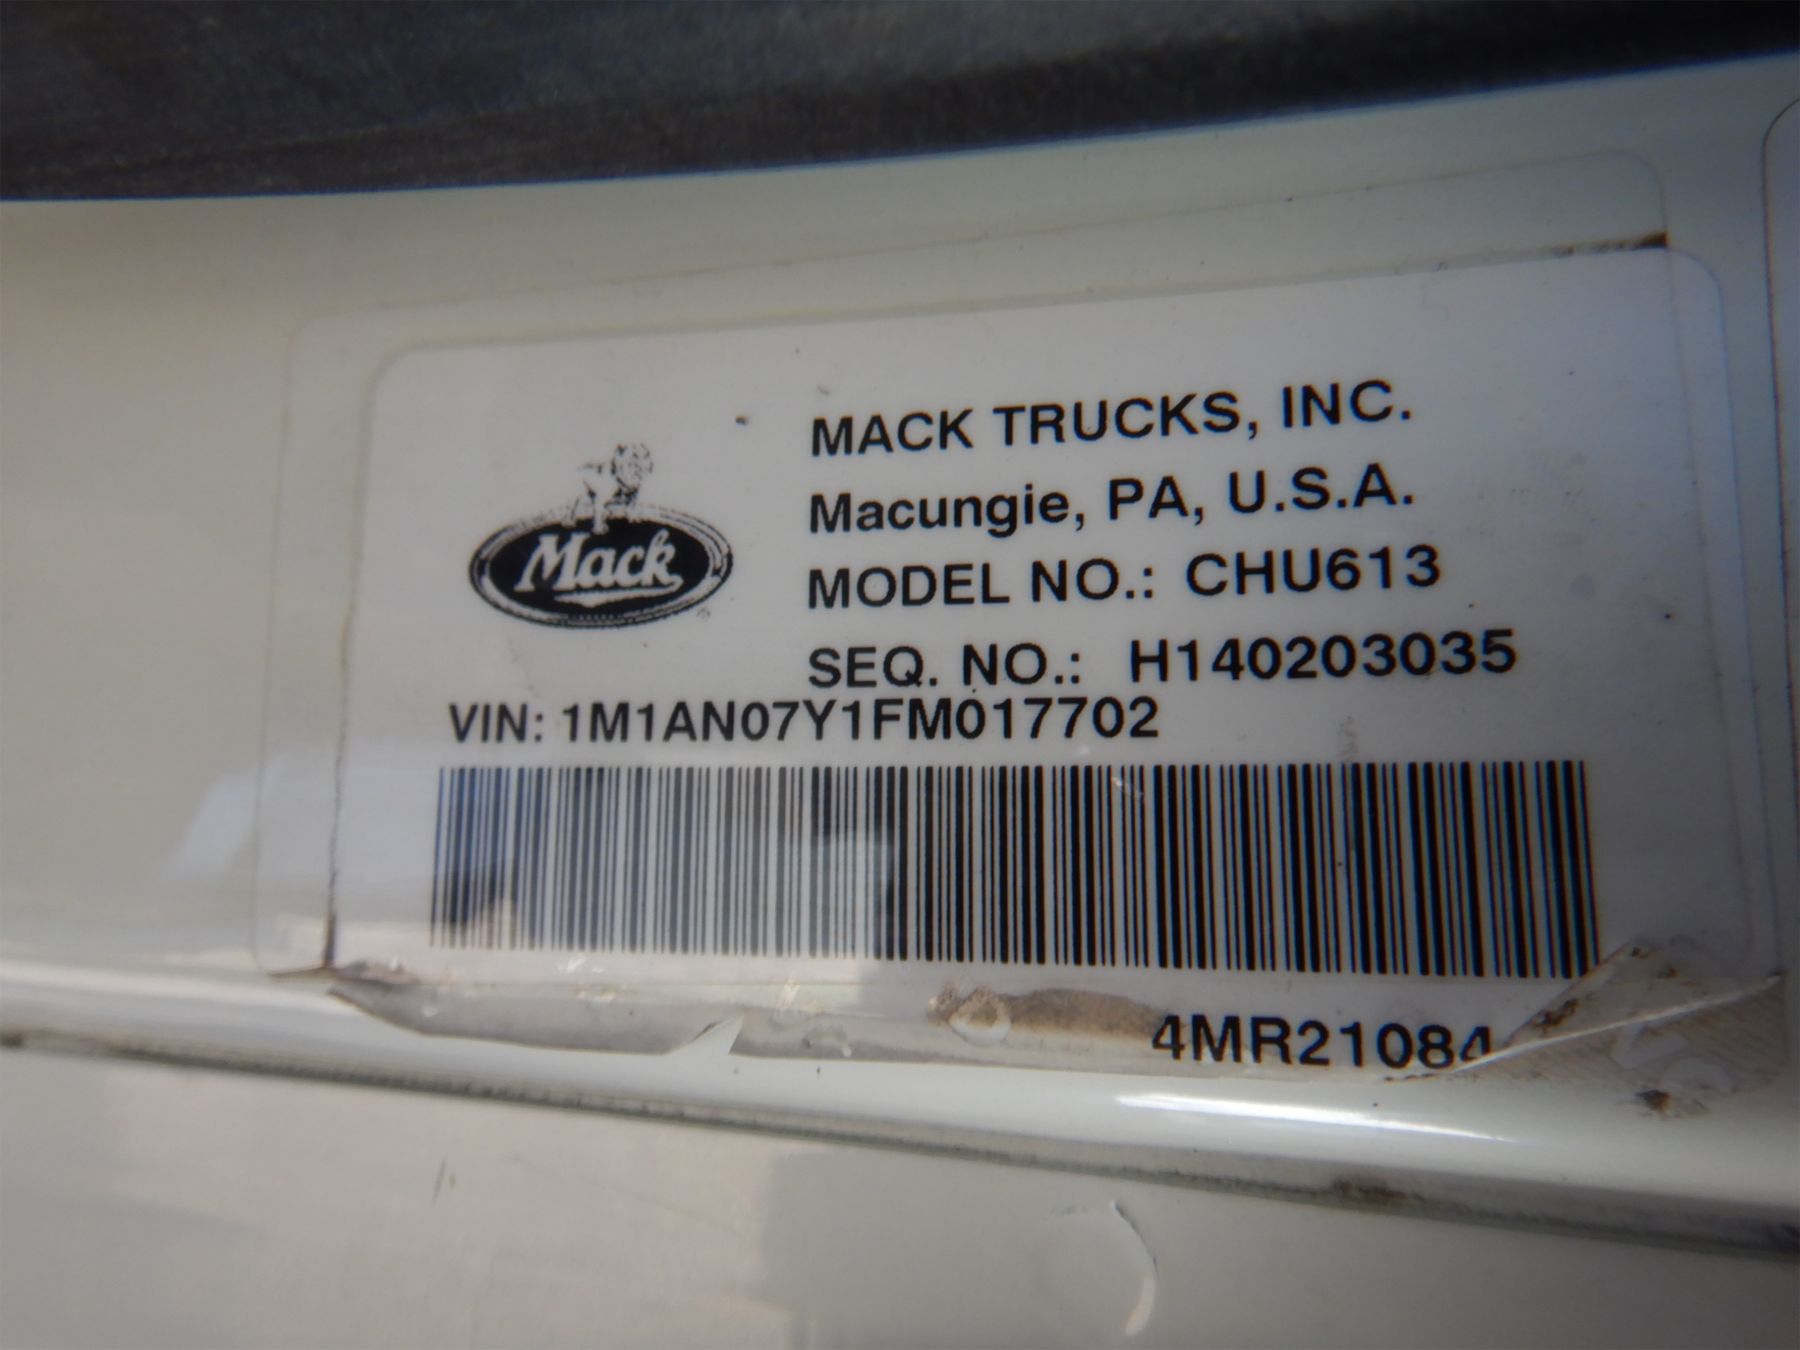 MACK TRUCKS, INC.
Macungie, PA, U.S.A.
Mack
MODEL NO.: CHU613
SEQ. NO.: H140203035
VIN: 1M1AN07Y1FM017702
4MR21084